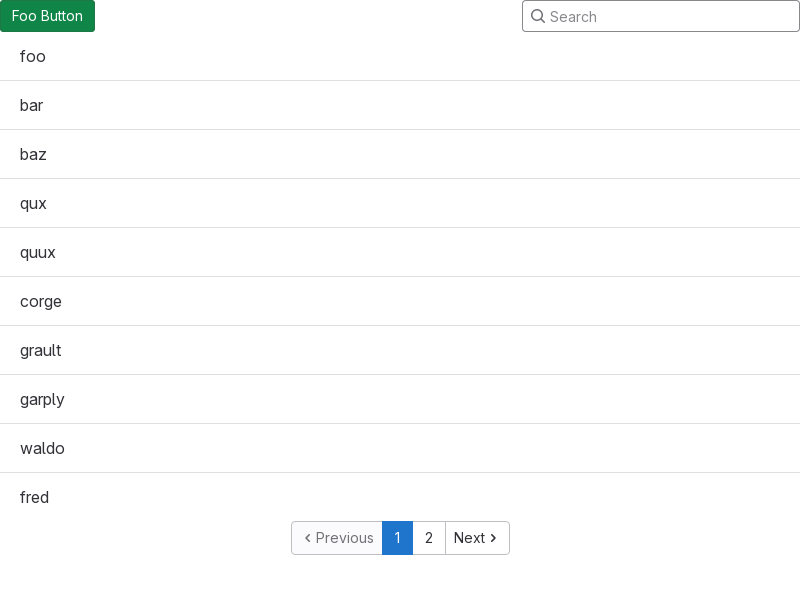 Foo Button
Search
foo
bar
baz
qux
quux
corge
grault
garply
waldo
fred
Previous 1 2 Next